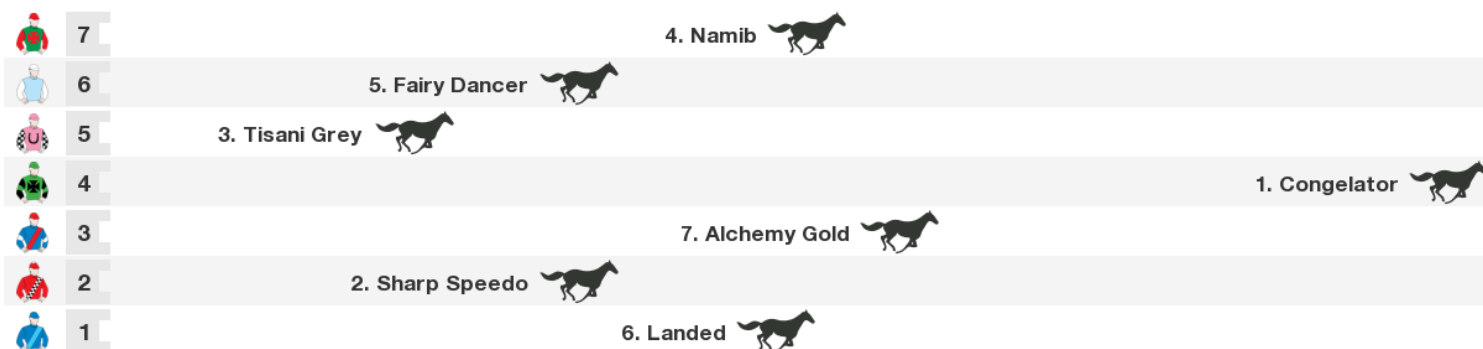 7 4. Namib
6 5. Fairy Dancer
5 3. Tisani Grey
4 1. Congelator
3 7. Alchemy Gold
2 2. Sharp Speedo
1 6. Landed